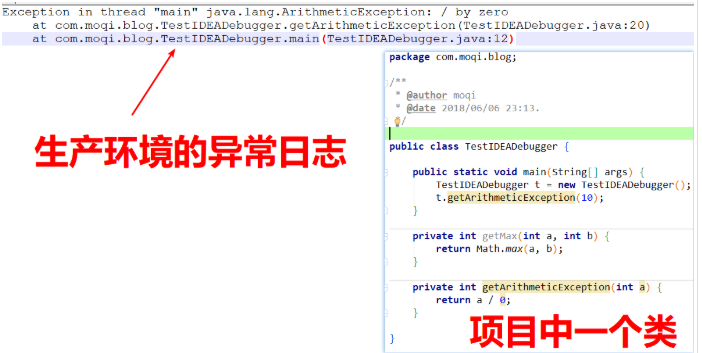 Exception in thread "main" java.lang.ArithmeticException: / by zero
at com.moqi.blog.TestIDEADebugger.getArithmeticException(TestIDEADebugger.java:20)
at com.moqi.blog.TestIDEADebugger.main(TestIDEADebugger.java:12)
生产环境的异常日志
package com.moqi.blog;
/**
* @author moqi
* @date 2018/06/06 23:13.
*/
public class TestIDEADebugger {
public static void main(String[] args) {
TestIDEADebugger t = new TestIDEADebugger();
t.getArithmeticException(10);
}
private int getMax(int a, int b) {
return Math.max(a, b);
}
private int getArithmeticException(int a) {
return a / 0;
}
}
项目中一个类